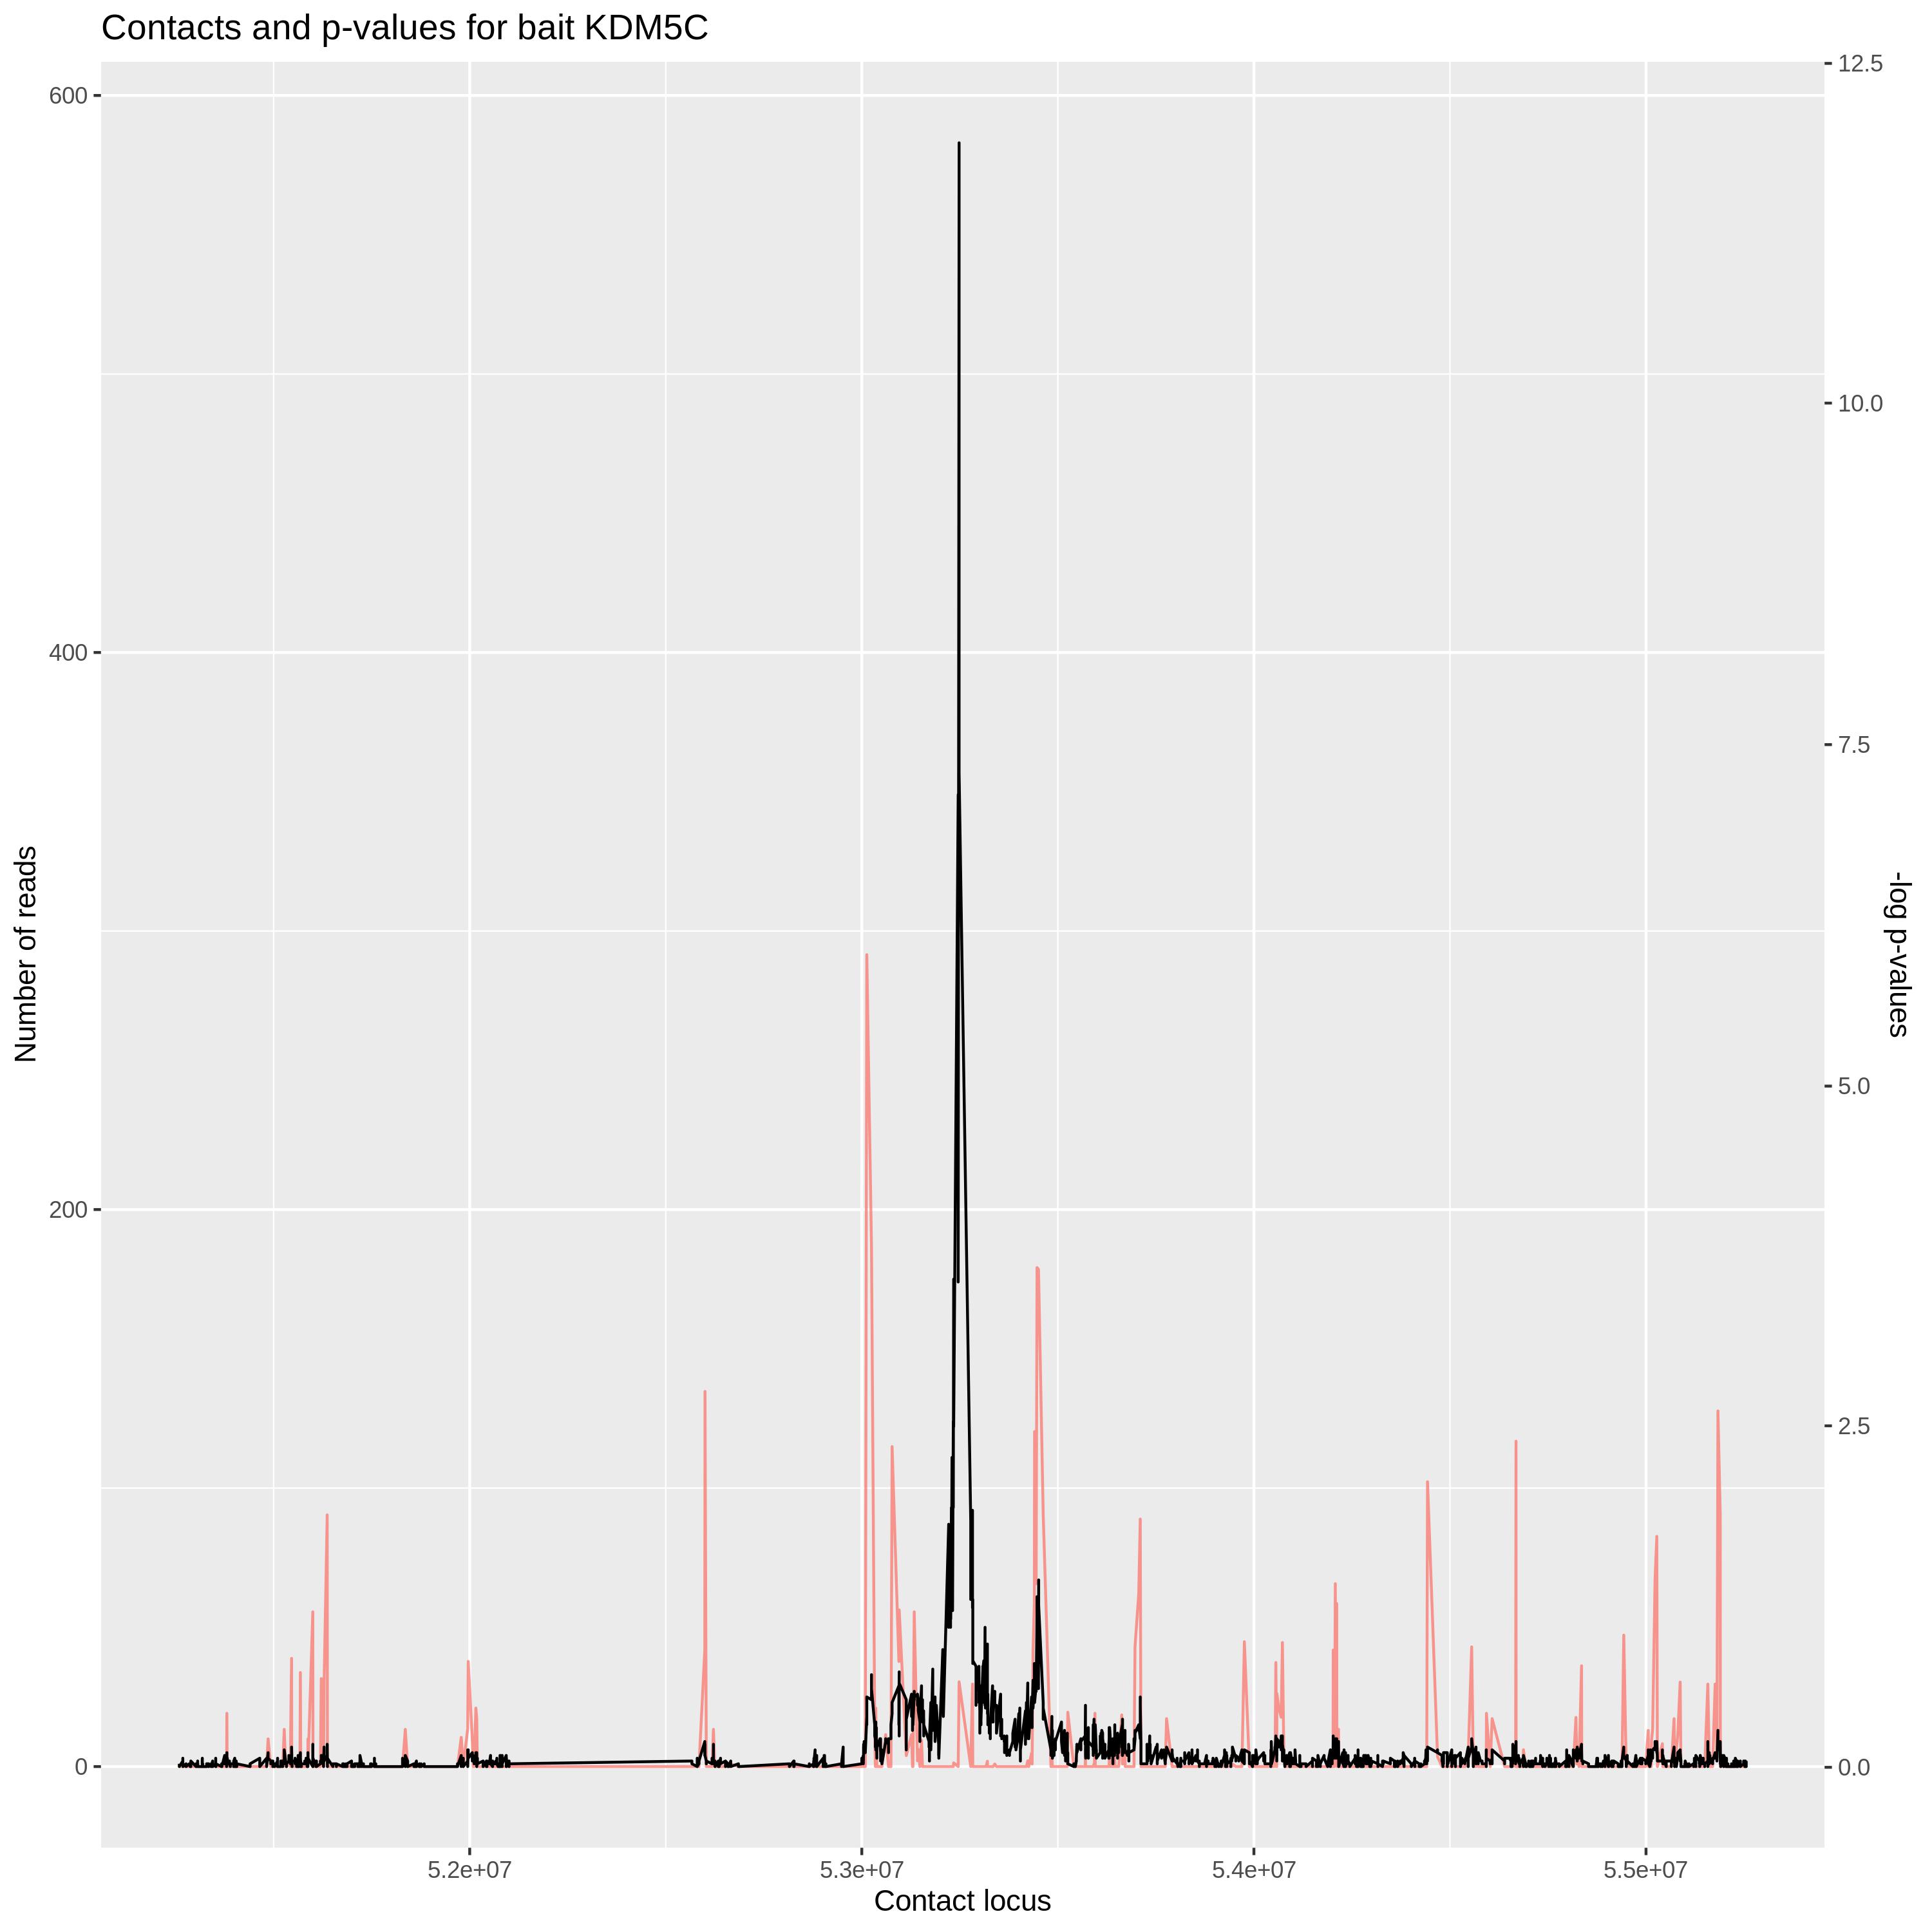 Contacts and p-values for bait KDM5C
600
400
200
0
Number of reads
12.5
10.0
7.5
5.0
2.5
0.0
-log p-values
5.2e+07
5.3e+07
5.4e+07
5.5e+07
Contact locus